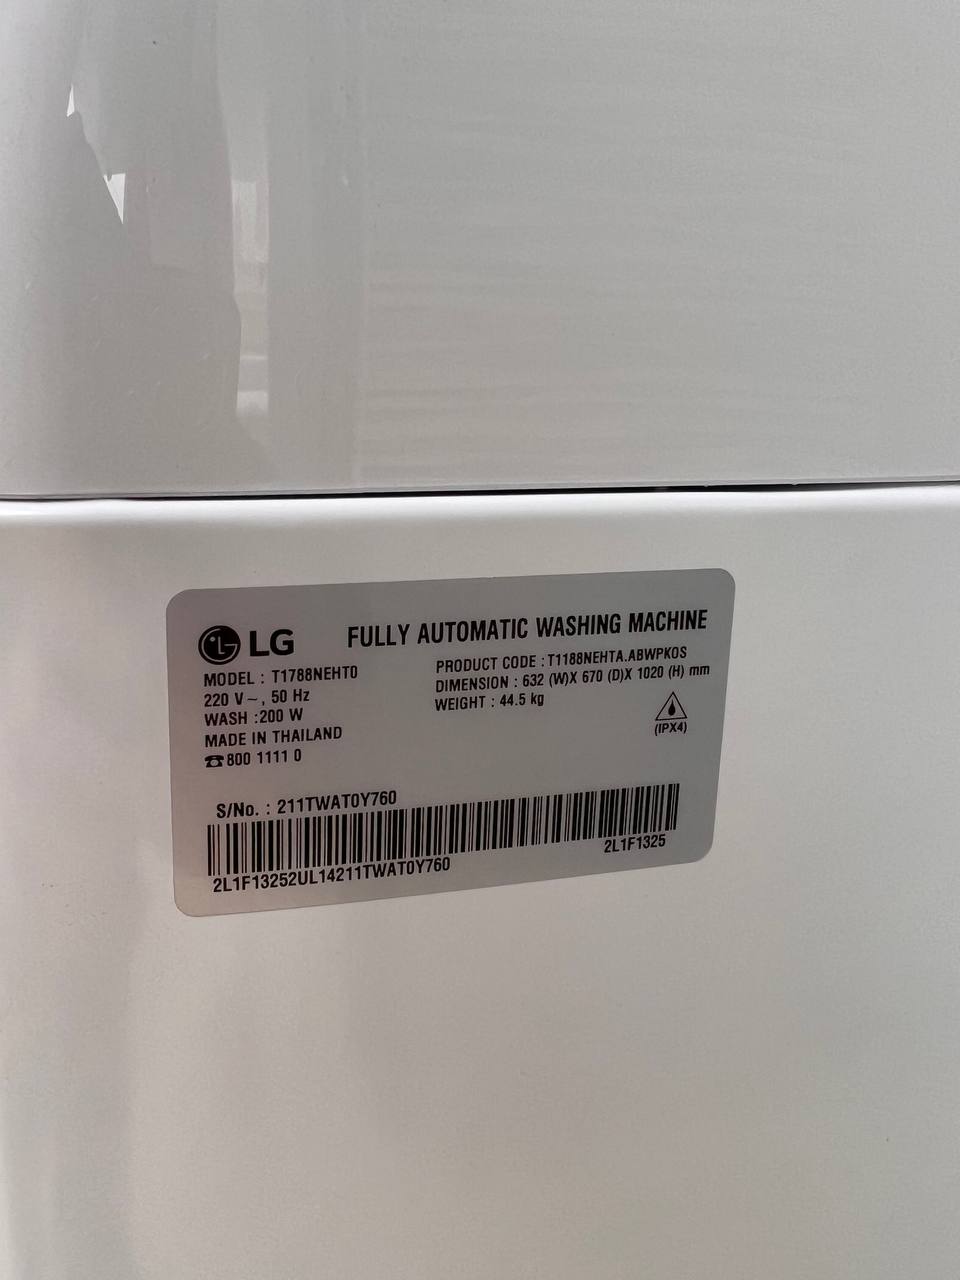 LG FULLY AUTOMATIC WASHING MACHINE
MODEL : T1788NEHT0
220 V~, 50 Hz
WASH :200 W
MADE IN THAILAND
☎800 1111 0
PRODUCT CODE : T1188NEHTA.ABWPKOS
DIMENSION : 632 (W)X 670 (D)X 1020 (H) mm
WEIGHT : 44.5 kg
(IPX4)
S/No. : 211TWAT0Y760
2L1F13252UL14211TWAT0Y760
2L1F1325